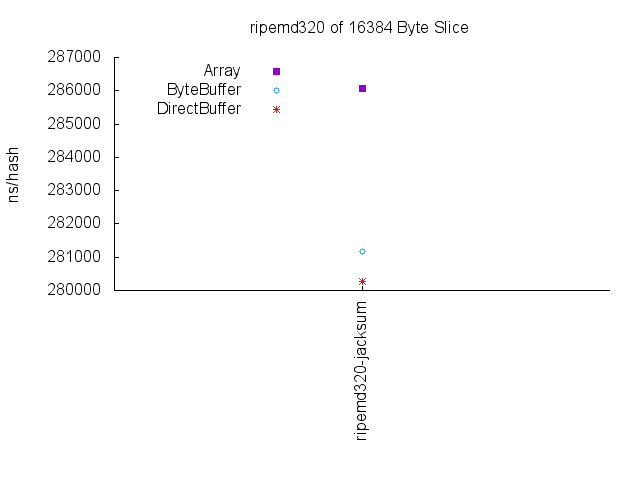 ripemd320 of 16384 Byte Slice
287000
286000
285000
284000
283000
282000
281000
280000
ns/hash
Array
ByteBuffer
DirectBuffer
ripemd320-jacksum